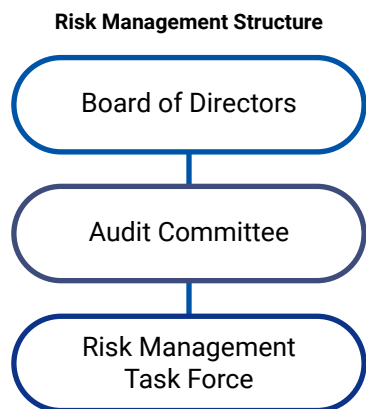 Risk Management Structure
Board of Directors
Audit Committee
Risk Management
Task Force